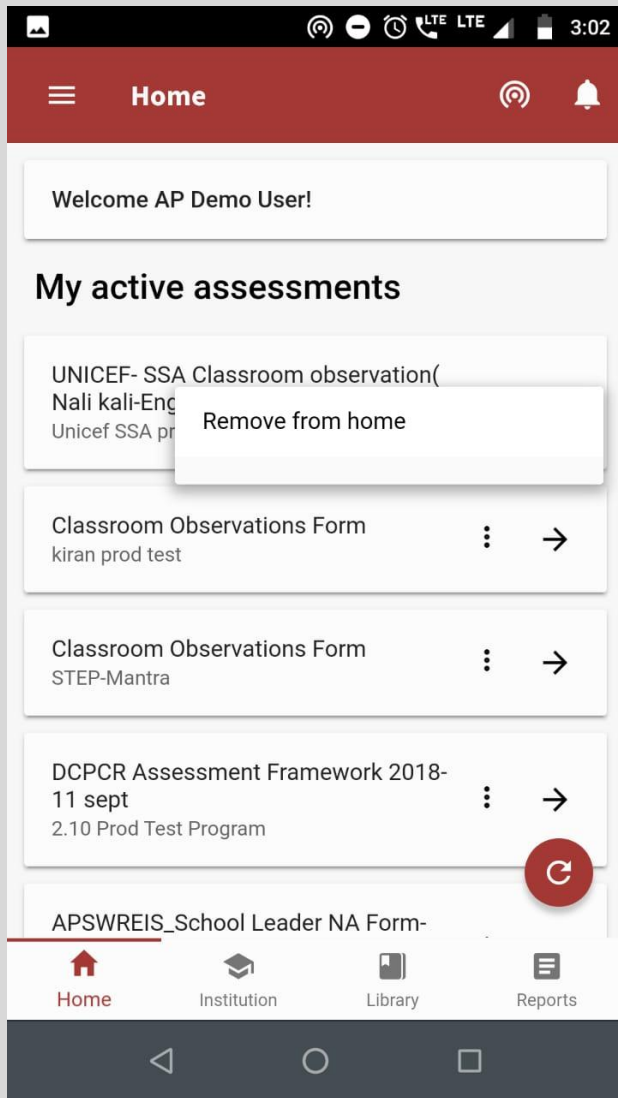 LTE LTE 3:02
Home
Welcome AP Demo User!
My active assessments
UNICEF- SSA Classroom observation(
Nali kali-Eng
Unicef SSA pr
Remove from home
Classroom Observations Form
kiran prod test
Classroom Observations Form
STEP-Mantra
DCPCR Assessment Framework 2018-
11 sept
2.10 Prod Test Program
APSWREIS_School Leader NA Form-
Home Institution Library Reports